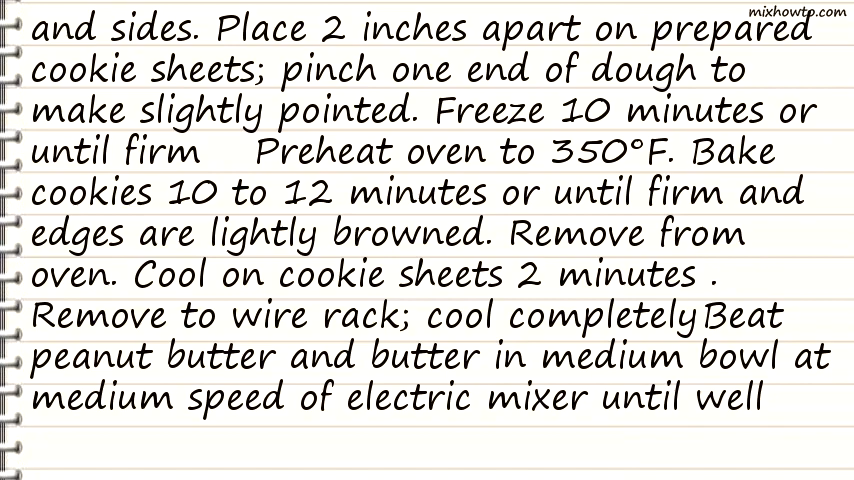 mixhowtp.com
and sides. Place 2 inches apart on prepared
cookie sheets; pinch one end of dough to
make slightly pointed. Freeze 10 minutes or
until firm    Preheat oven to 350°F. Bake
cookies 10 to 12 minutes or until firm and
edges are lightly browned. Remove from
oven. Cool on cookie sheets 2 minutes .
Remove to wire rack; cool completelyBeat
peanut butter and butter in medium bowl at
medium speed of electric mixer until well